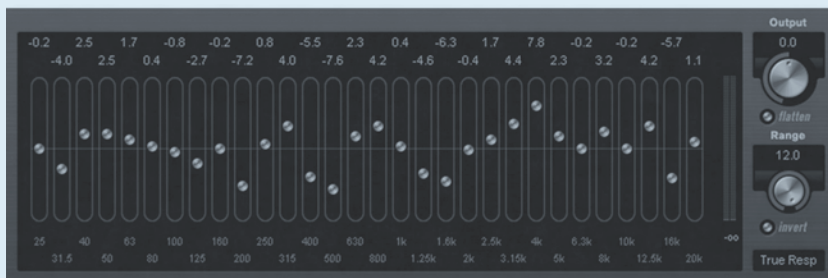 Output
-0.2 2.5 1.7 -0.8 -0.2 0.8 -5.5 2.3 0.4 -6.3 1.7 7.8 -0.2 -0.2 -5.7 0.0
-4.0 2.5 0.4 -2.7 -7.2 4.0 -7.6 4.2 -4.6 -0.4 4.4 2.3 3.2 4.2 1.1
flatten
Range
12.0
invert
25 40 63 100 160 250 400 630 1k 1.6k 2.5k 4k 6.3k 10k 16k -oo
31.5 50 80 125 200 315 500 800 1.25k 2k 3.15k 5k 8k 12.5k 20k True Resp